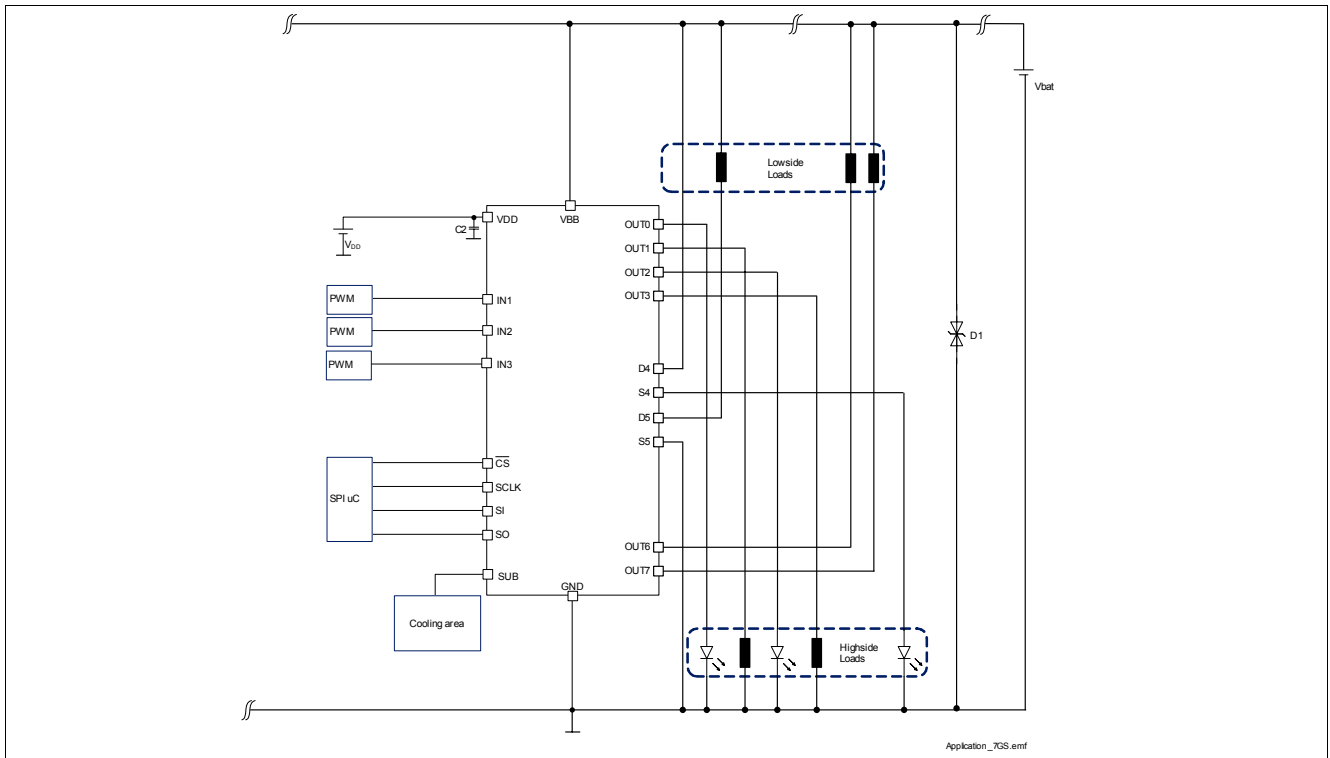 Vbat
Lowside
Loads
VDD
VBB
C2
V_DD
OUT0
OUT1
OUT2
OUT3
PWM
IN1
PWM
IN2
PWM
IN3
D1
D4
S4
D5
S5
CS
SCLK
SPI uC
SI
SO
OUT6
OUT7
SUB
GND
Cooling area
Highside
Loads
Application_7GS.emf